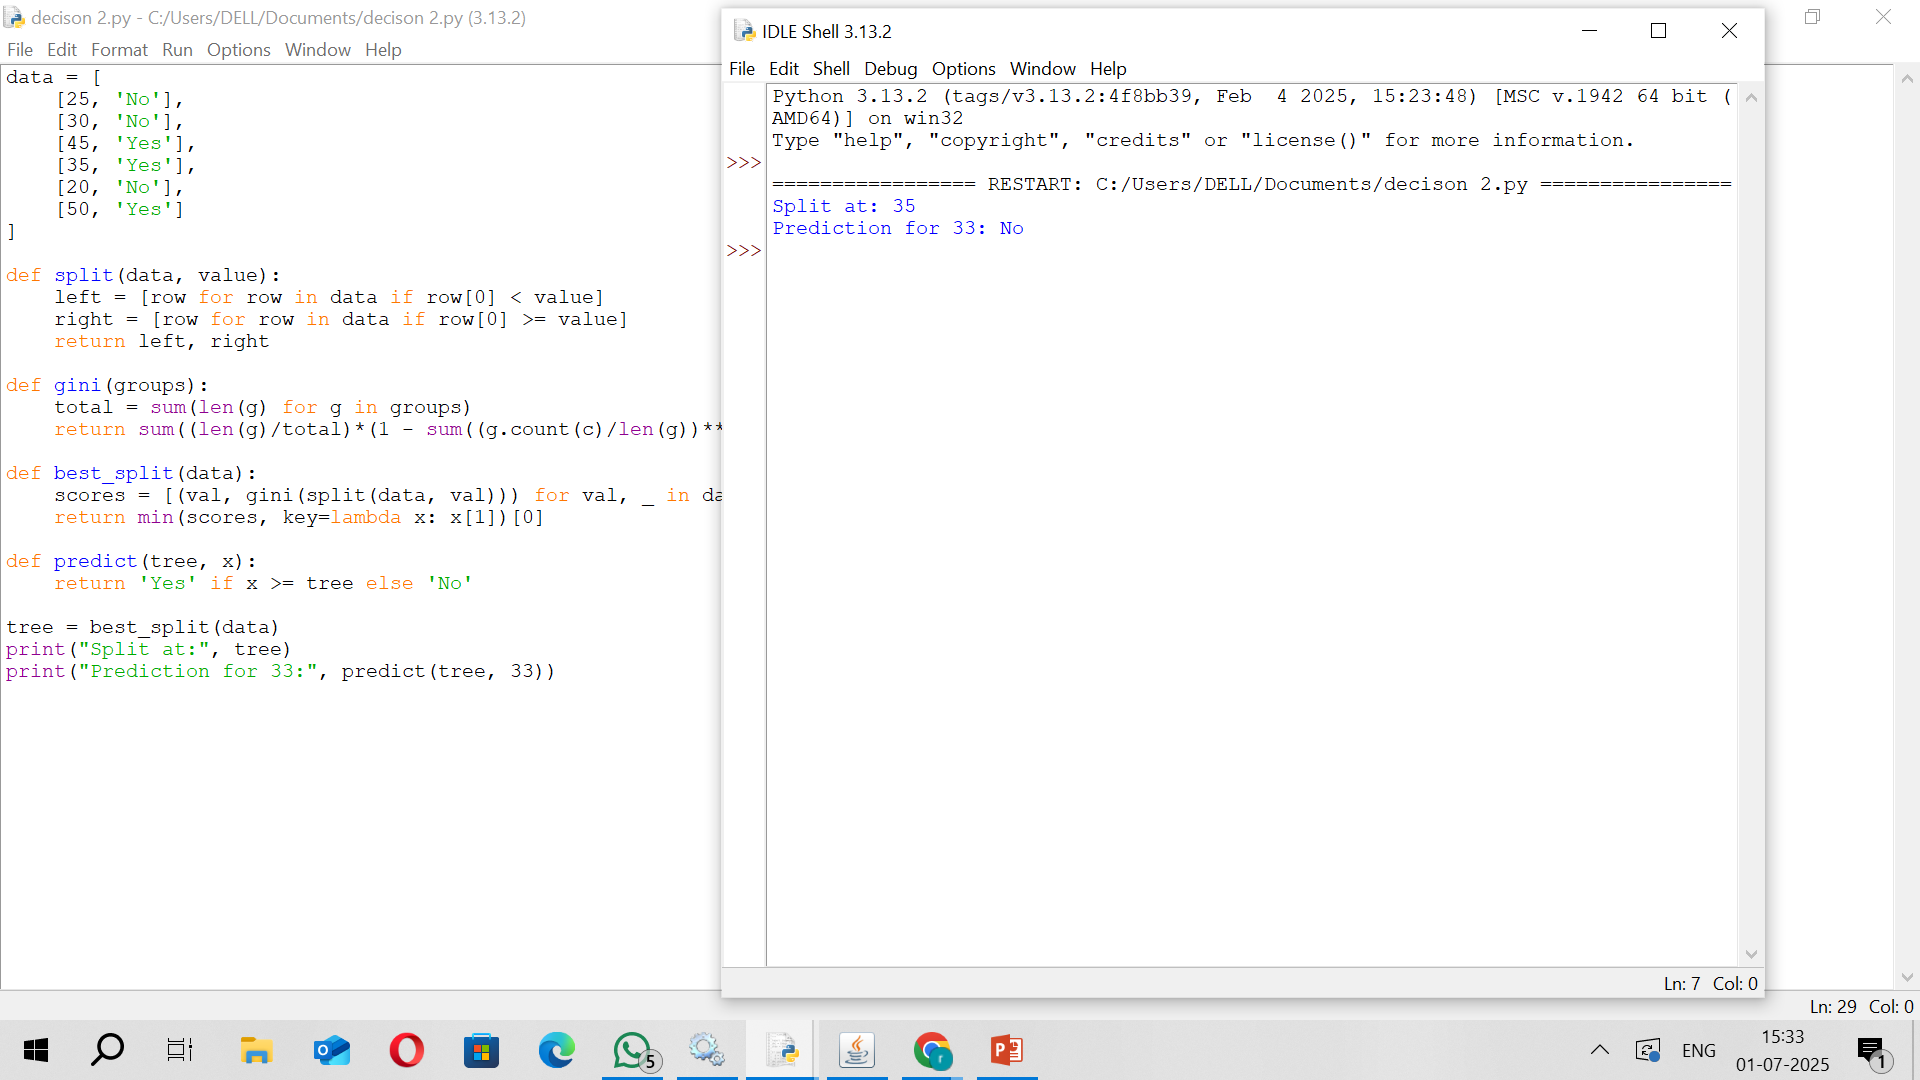 decison 2.py - C:/Users/DELL/Documents/decison 2.py (3.13.2)
File Edit Format Run Options Window Help
data = [
    [25, 'No'],
    [30, 'No'],
    [45, 'Yes'],
    [35, 'Yes'],
    [20, 'No'],
    [50, 'Yes']
]
def split(data, value):
    left = [row for row in data if row[0] < value]
    right = [row for row in data if row[0] >= value]
    return left, right
def gini(groups):
    total = sum(len(g) for g in groups)
    return sum((len(g)/total)*(1 - sum((g.count(c)/len(g))**
def best_split(data):
    scores = [(val, gini(split(data, val))) for val, _ in da
    return min(scores, key=lambda x: x[1])[0]
def predict(tree, x):
    return 'Yes' if x >= tree else 'No'
tree = best_split(data)
print("Split at:", tree)
print("Prediction for 33:", predict(tree, 33))
IDLE Shell 3.13.2
File Edit Shell Debug Options Window Help
Python 3.13.2 (tags/v3.13.2:4f8bb39, Feb  4 2025, 15:23:48) [MSC v.1942 64 bit (
AMD64)] on win32
Type "help", "copyright", "credits" or "license()" for more information.
>>>
================= RESTART: C:/Users/DELL/Documents/decison 2.py ================
Split at: 35
Prediction for 33: No
>>>
Ln: 7 Col: 0
Ln: 29 Col: 0
5
r
ENG
15:33
01-07-2025
1